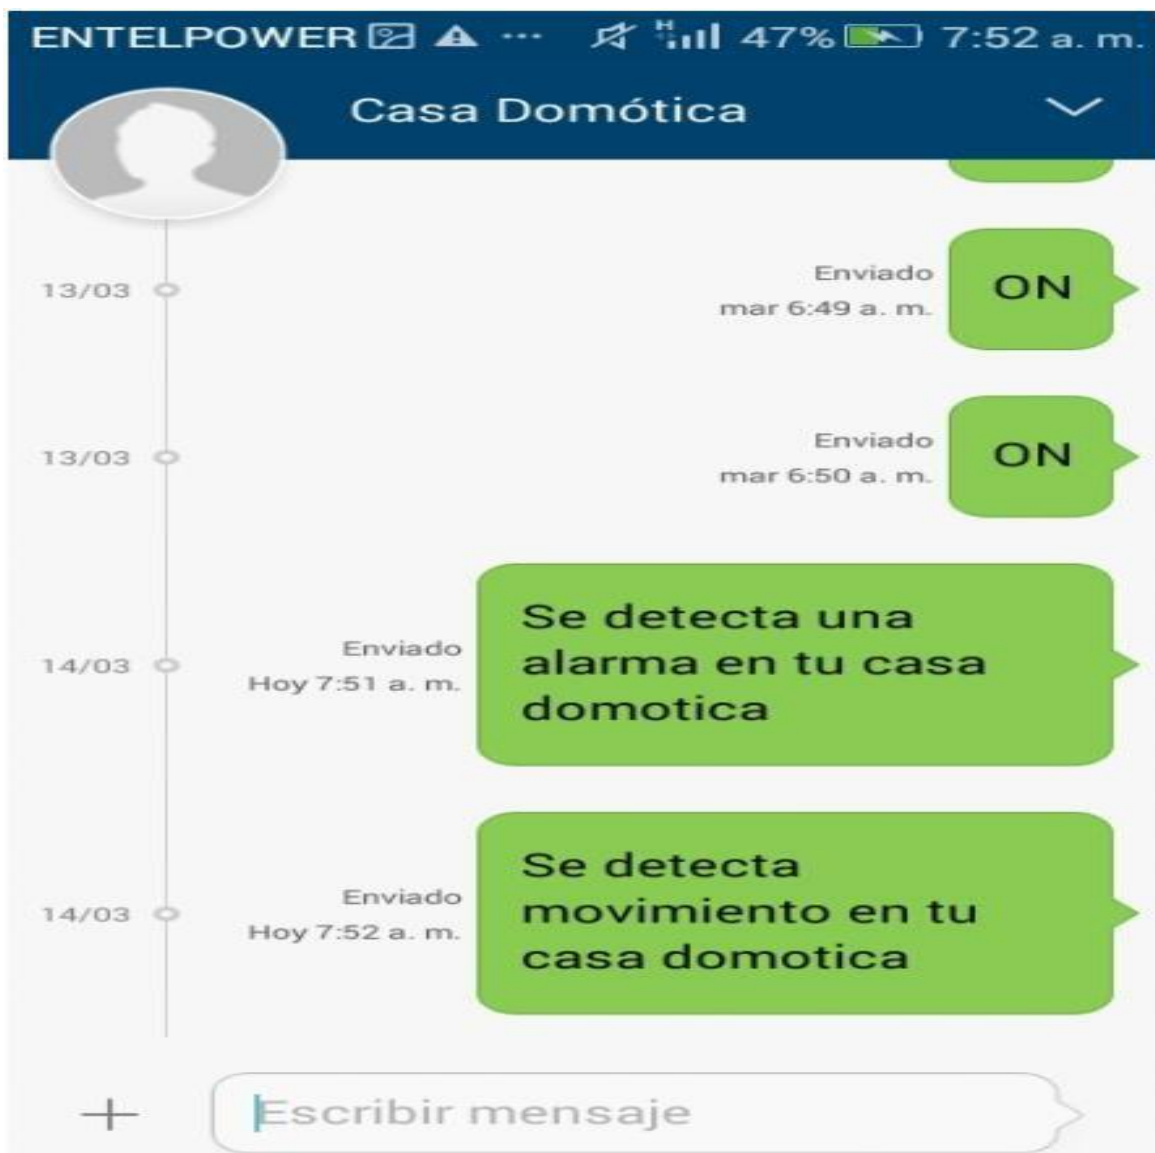 ENTELPOWER ... H 47% 7:52 a. m.
Casa Domótica
13/03
Enviado
mar 6:49 a. m.
ON
13/03
Enviado
mar 6:50 a. m.
ON
14/03
Enviado
Hoy 7:51 a. m.
Se detecta una
alarma en tu casa
domotica
14/03
Enviado
Hoy 7:52 a. m.
Se detecta
movimiento en tu
casa domotica
+ Escribir mensaje